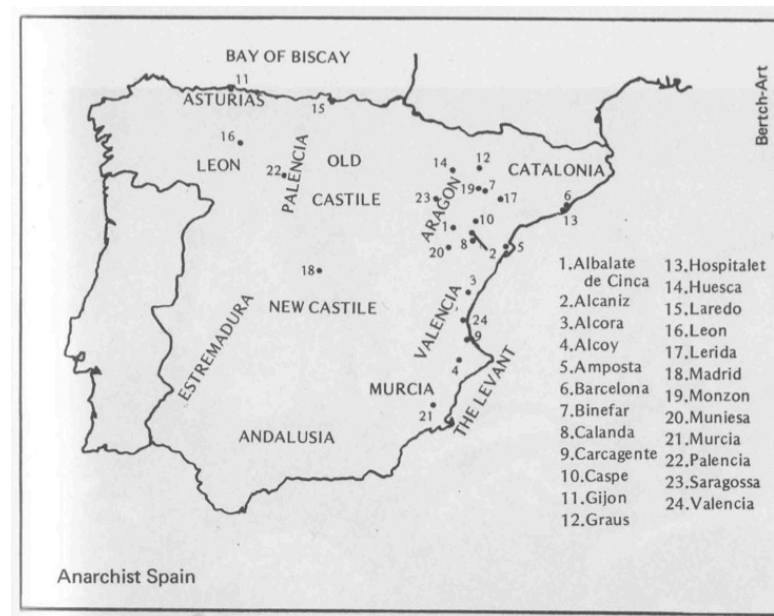 BAY OF BISCAY
11
ASTURIAS
15
16
LEON
PALENCIA
22
OLD
CASTILE
14
12
CATALONIA
19
7
17
23
ARAGON
6
13
10
1
8
20
2
5
18
NEW CASTILE
3
VALENCIA
24
9
4
ESTREMADURA
MURCIA
21
THE LEVANT
ANDALUSIA
1.Albalate
de Cinca
2.Alcaniz
3.Alcora
4.Alcoy
5.Amposta
6.Barcelona
7.Binefar
8.Calanda
9.Carcagente
10.Caspe
11.Gijon
12.Graus
13.Hospitalet
14.Huesca
15.Laredo
16.Leon
17.Lerida
18.Madrid
19.Monzon
20.Muniesa
21.Murcia
22.Palencia
23.Saragossa
24.Valencia
Bertch-Art
Anarchist Spain